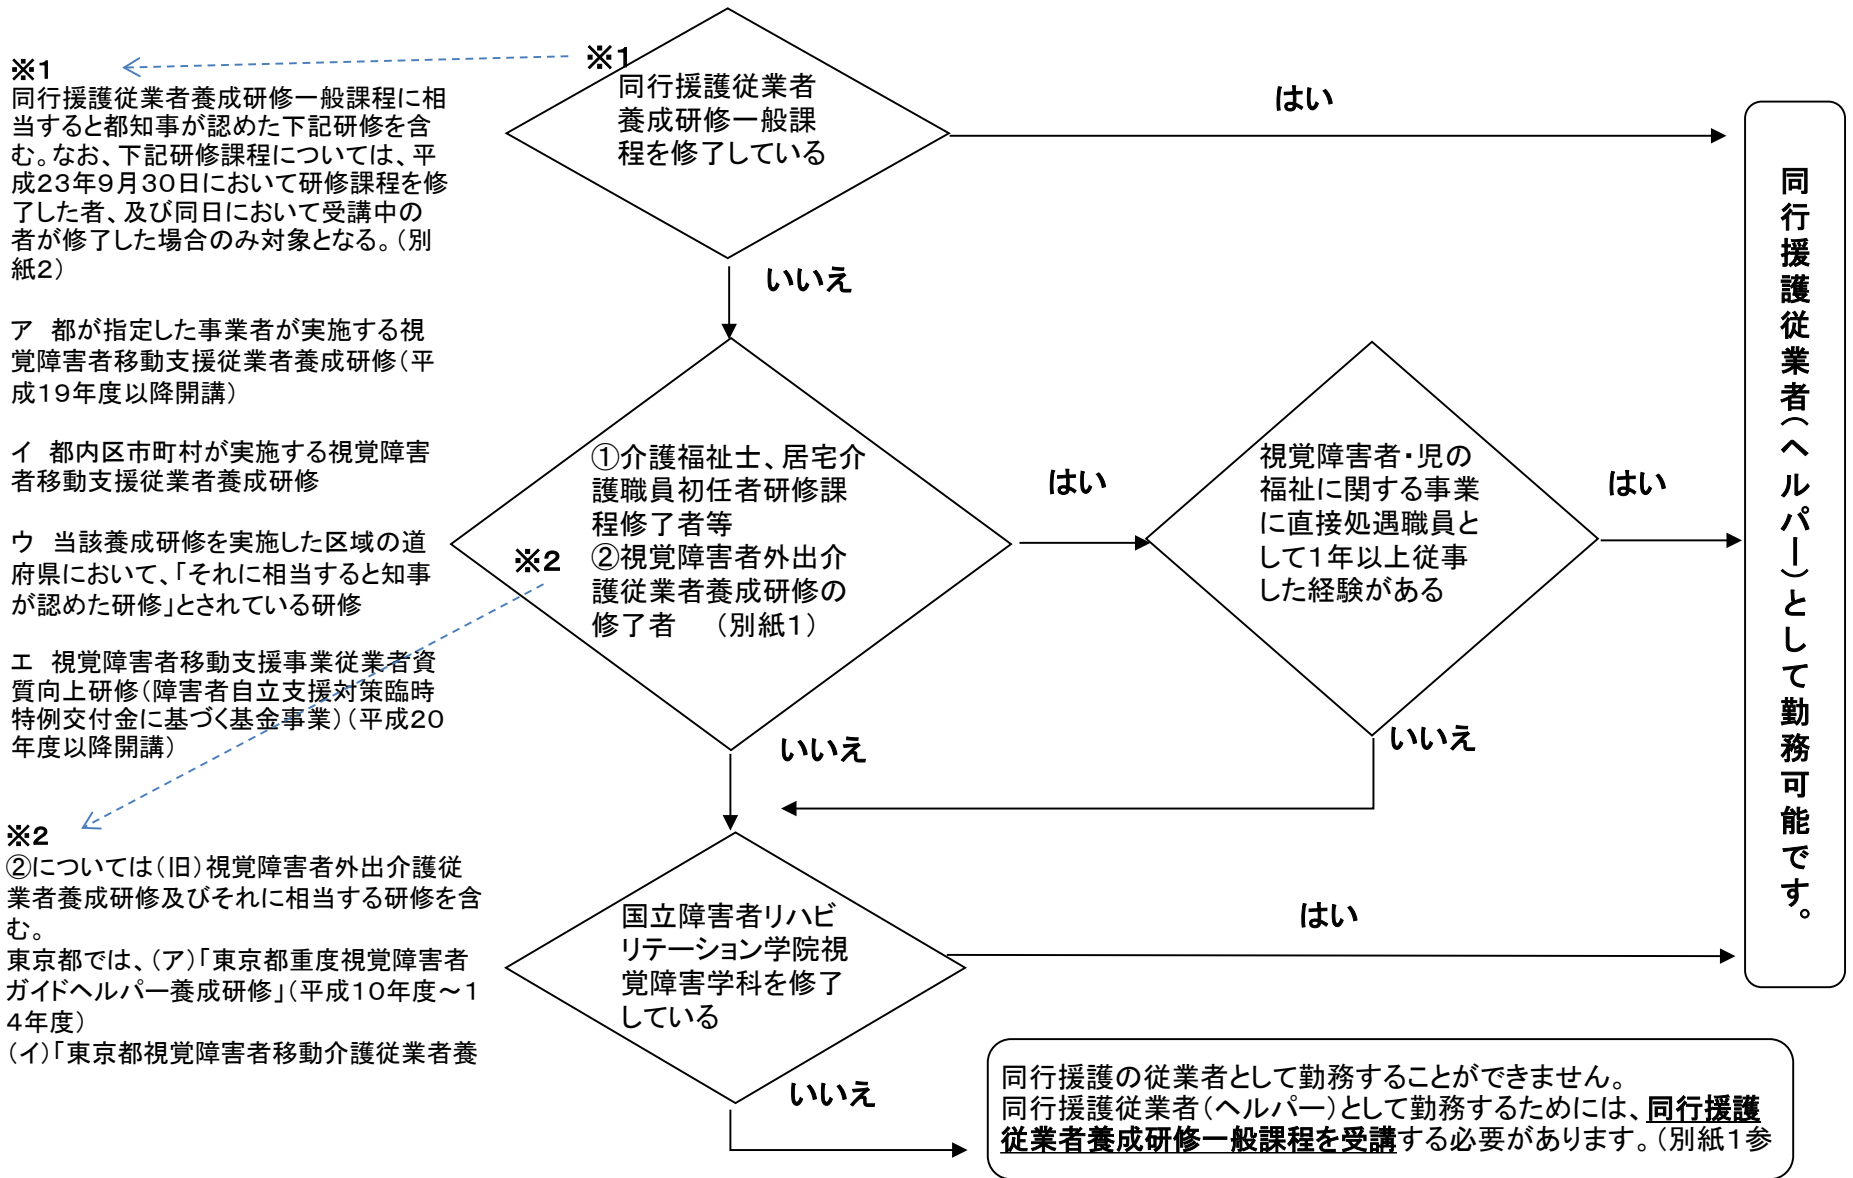 ※1
同行援護従業者養成研修一般課程に相
当すると都知事が認めた下記研修を含
む。なお、下記研修課程については、平
成23年9月30日において研修課程を修
了した者、及び同日において受講中の
者が修了した場合のみ対象となる。（別
紙2）
ア　都が指定した事業者が実施する視
覚障害者移動支援従業者養成研修（平
成19年度以降開講）
イ　都内区市町村が実施する視覚障害
者移動支援従業者養成研修
ウ　当該養成研修を実施した区域の道
府県において、「それに相当すると知事
が認めた研修」とされている研修
エ　視覚障害者移動支援事業従業者資
質向上研修（障害者自立支援対策臨時
特例交付金に基づく基金事業）（平成20
年度以降開講）
※2
②については（旧）視覚障害者外出介護従
業者養成研修及びそれに相当する研修を含
む。
東京都では、（ア）「東京都重度視覚障害者
ガイドヘルパー養成研修」（平成10年度～1
4年度）
（イ）「東京都視覚障害者移動介護従業者養
※1
同行援護従業者
養成研修一般課
程を修了している
はい
いいえ
※2
①介護福祉士、居宅介
護職員初任者研修課
程修了者等
②視覚障害者外出介
護従業者養成研修の
修了者　（別紙1）
はい
いいえ
視覚障害者・児の
福祉に関する事業
に直接処遇職員と
して1年以上従事
した経験がある
はい
いいえ
国立障害者リハビ
リテーション学院視
覚障害学科を修了
している
はい
いいえ
同行援護従業者（ヘルパー）として勤務可能です。
同行援護の従業者として勤務することができません。
同行援護従業者（ヘルパー）として勤務するためには、同行援護
従業者養成研修一般課程を受講する必要があります。（別紙1参